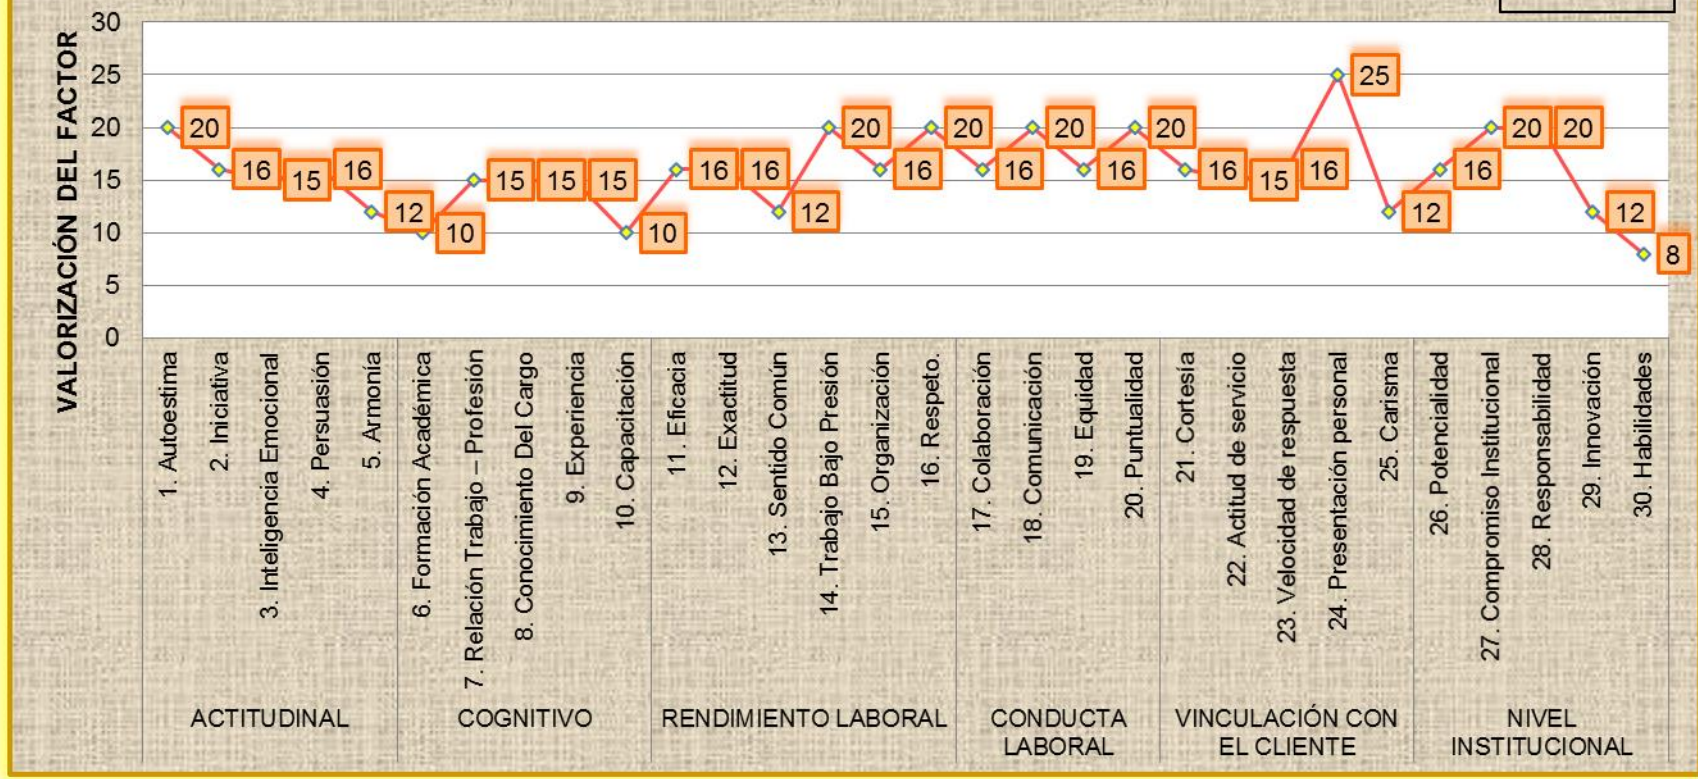 VALORIZACIÓN DEL FACTOR
30
25
20
15
10
5
0
20
16
15
16
12
10
15
15
15
10
16
16
12
20
16
20
16
20
16
20
16
15
16
25
12
16
20
20
12
8
1. Autoestima
2. Iniciativa
3. Inteligencia Emocional
4. Persuasión
5. Armonía
6. Formación Académica
7. Relación Trabajo – Profesión
8. Conocimiento Del Cargo
9. Experiencia
10. Capacitación
11. Eficacia
12. Exactitud
13. Sentido Común
14. Trabajo Bajo Presión
15. Organización
16. Respeto.
17. Colaboración
18. Comunicación
19. Equidad
20. Puntualidad
21. Cortesía
22. Actitud de servicio
23. Velocidad de respuesta
24. Presentación personal
25. Carisma
26. Potencialidad
27. Compromiso Institucional
28. Responsabilidad
29. Innovación
30. Habilidades
ACTITUDINAL
COGNITIVO
RENDIMIENTO LABORAL
CONDUCTA
LABORAL
VINCULACIÓN CON
EL CLIENTE
NIVEL
INSTITUCIONAL